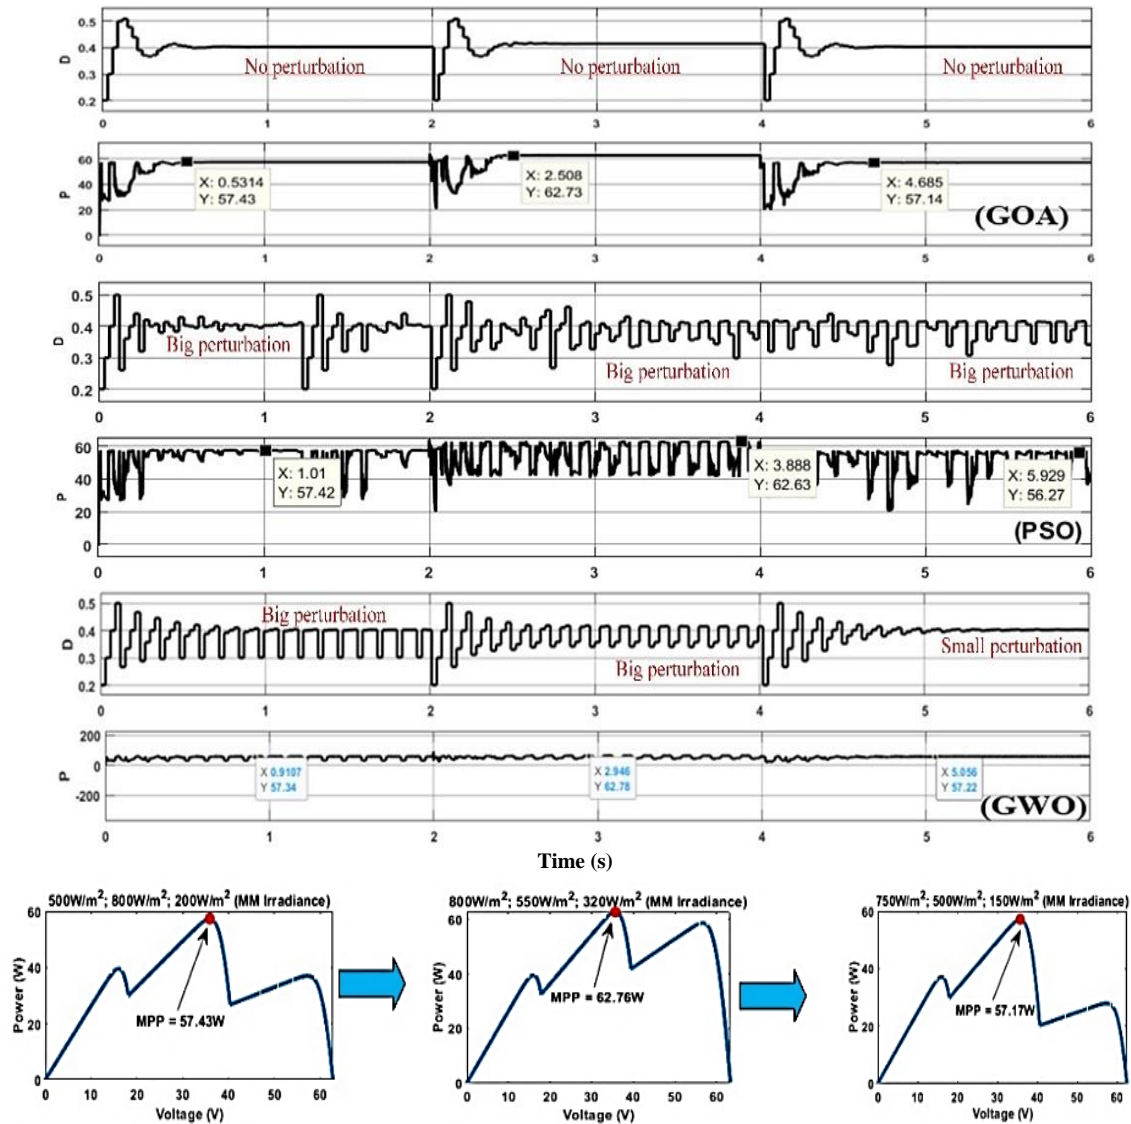 0.5
0.4
0.3
0.2
D
No perturbation
No perturbation
No perturbation
0 1 2 3 4 5 6
60
40
20
0
P
X: 0.5314
Y: 57.43
X: 2.508
Y: 62.73
X: 4.685
Y: 57.14
(GOA)
0 1 2 3 4 5 6
0.5
0.4
0.3
0.2
D
Big perturbation
Big perturbation
Big perturbation
0 1 2 3 4 5 6
60
40
20
0
P
X: 1.01
Y: 57.42
X: 3.888
Y: 62.63
X: 5.929
Y: 56.27
(PSO)
0 1 2 3 4 5 6
0.5
0.4
0.3
0.2
D
Big perturbation
Big perturbation
Small perturbation
0 1 2 3 4 5 6
200
0
-200
P
X 0.9107
Y 57.34
X 2.946
Y 62.78
X 5.056
Y 57.22
(GWO)
0 1 2 3 4 5 6
Time (s)
500W/m2; 800W/m2; 200W/m2 (MM Irradiance)
60
40
20
0
Power (W)
MPP = 57.43W
0 10 20 30 40 50 60
Voltage (V)
800W/m2; 550W/m2; 320W/m2 (MM Irradiance)
60
40
20
0
Power (W)
MPP = 62.76W
0 10 20 30 40 50 60
Voltage (V)
750W/m2; 500W/m2; 150W/m2 (MM Irradiance)
60
40
20
0
Power (W)
MPP = 57.17W
0 10 20 30 40 50 60
Voltage (V)